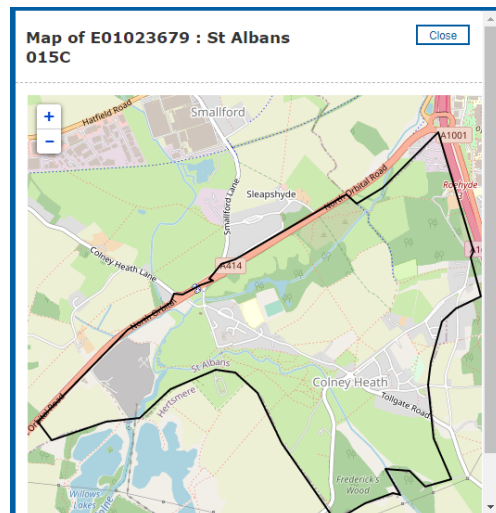 Map of E01023679 : St Albans
015C
Close
+
−
Hatfield Road
Smallford
A1001
Roehyde
North Orbital Road
Sleapshyde
Smallford Lane
A414
Colney Heath Lane
North Orbital
St Albans
Hertsmere
Colney Heath
Tollgate Road
Orbital Road
Willows
Lakes
Colne
Frederick's
Wood